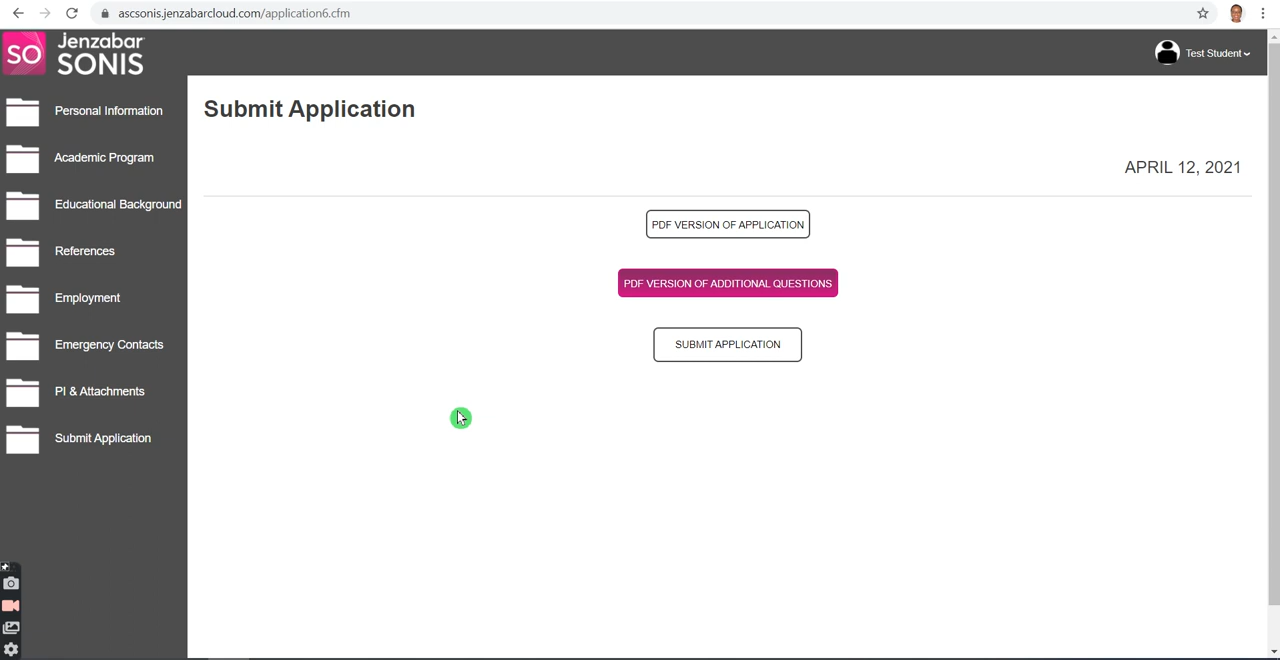 ascsonis.jenzabarcloud.com/application6.cfm
SO
Jenzabar
SONIS
Test Student
Personal Information
Academic Program
Educational Background
References
Employment
Emergency Contacts
PI & Attachments
Submit Application
Submit Application
APRIL 12, 2021
PDF VERSION OF APPLICATION
PDF VERSION OF ADDITIONAL QUESTIONS
SUBMIT APPLICATION